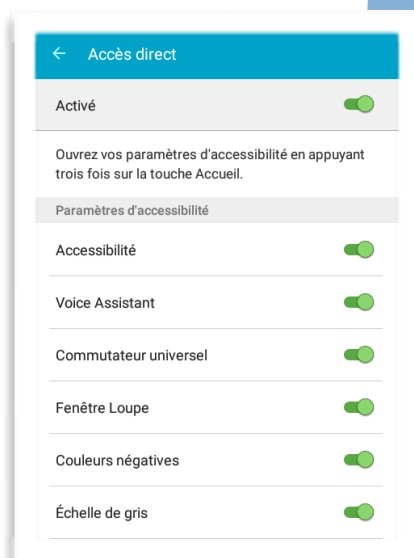 Accès direct
Activé
Ouvrez vos paramètres d'accessibilité en appuyant
trois fois sur la touche Accueil.
Paramètres d'accessibilité
Accessibilité
Voice Assistant
Commutateur universel
Fenêtre Loupe
Couleurs négatives
Échelle de gris